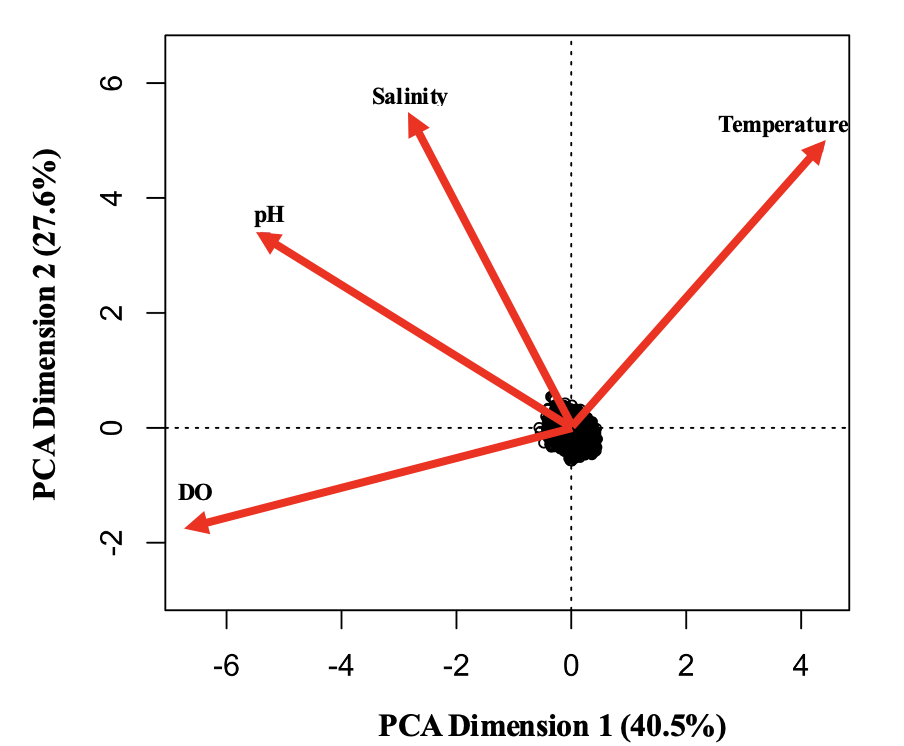 6
Salinity
Temperature
4
pH
2
0
DO
-2
PCA Dimension 2 (27.6%)
-6 -4 -2 0 2 4
PCA Dimension 1 (40.5%)